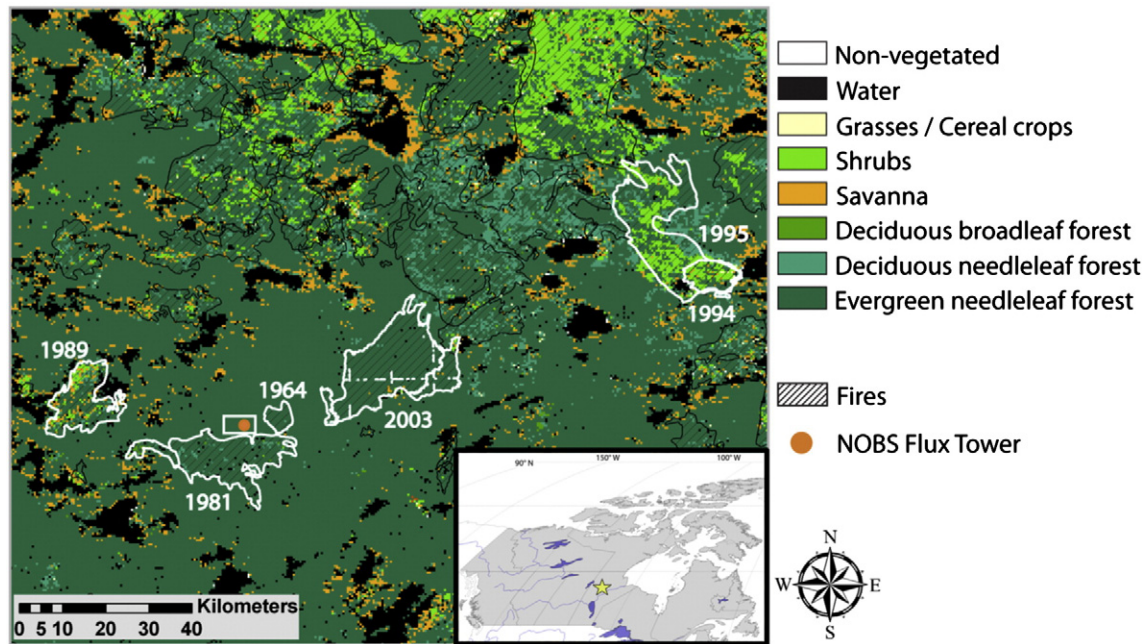 Non-vegetated
Water
Grasses / Cereal crops
Shrubs
Savanna
Deciduous broadleaf forest
Deciduous needleleaf forest
Evergreen needleleaf forest
Fires
NOBS Flux Tower
1995
1994
1989
1964
2003
1981
90° N
150° W
100° W
Kilometers
0 5 10 20 30 40
N
W E
S